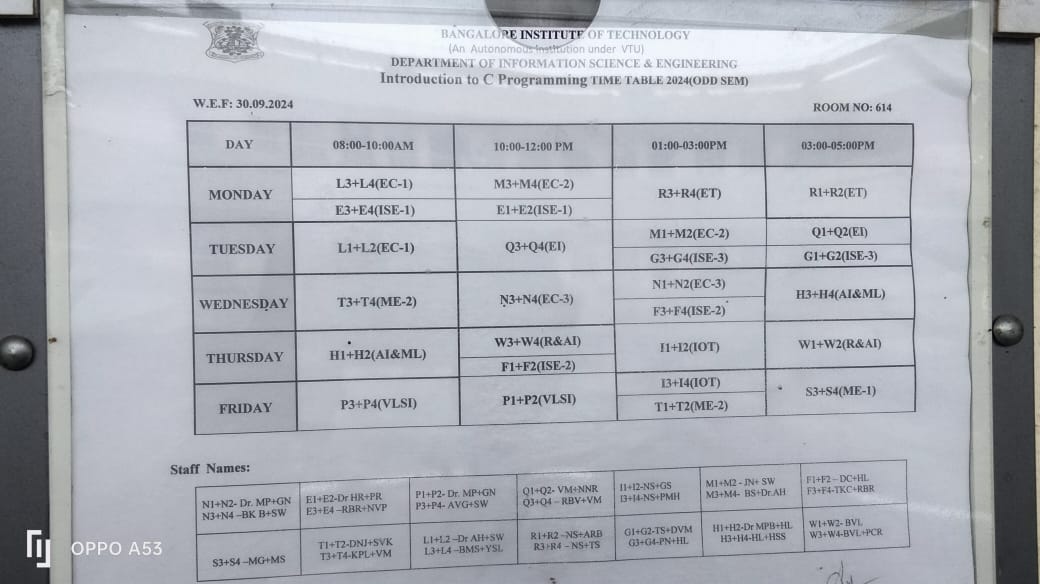 BANGALORE INSTITUTE OF TECHNOLOGY
(An Autonomous institution under VTU)
DEPARTMENT OF INFORMATION SCIENCE & ENGINEERING
Introduction to C Programming TIME TABLE 2024(ODD SEM)
W.E.F: 30.09.2024 ROOM NO: 614
DAY 08:00-10:00AM 10:00-12:00 PM 01:00-03:00PM 03:00-05:00PM
MONDAY L3+L4(EC-1) M3+M4(EC-2) R3+R4(ET) R1+R2(ET)
E3+E4(ISE-1) E1+E2(ISE-1)
TUESDAY L1+L2(EC-1) Q3+Q4(EI) M1+M2(EC-2) Q1+Q2(EI)
G3+G4(ISE-3) G1+G2(ISE-3)
WEDNESDAY T3+T4(ME-2) N3+N4(EC-3) N1+N2(EC-3) H3+H4(AI&ML)
F3+F4(ISE-2)
THURSDAY H1+H2(AI&ML) W3+W4(R&AI) I1+I2(IOT) W1+W2(R&AI)
F1+F2(ISE-2)
FRIDAY P3+P4(VLSI) P1+P2(VLSI) I3+I4(IOT) S3+S4(ME-1)
T1+T2(ME-2)
Staff Names:
N1+N2- Dr. MP+GN E1+E2-Dr HR+PR P1+P2- Dr. MP+GN Q1+Q2- VM+NNR I1+I2-NS+GS M1+M2 - JN+ SW F1+F2 – DC+HL
N3+N4 –BK B+SW E3+E4 –RBR+NVP P3+P4- AVG+SW Q3+Q4 – RBV+VM I3+I4-NS+PMH M3+M4- BS+Dr.AH F3+F4-TKC+RBR
S3+S4 –MG+MS T1+T2-DNJ+SVK L1+L2 –Dr AH+SW R1+R2 –NS+ARB G1+G2-TS+DVM H1+H2-Dr MPB+HL W1+W2- BVL
T3+T4-KPL+VM L3+L4 –BMS+YSL R3+R4 – NS+TS G3+G4-PN+HL H3+H4-HL+HSS W3+W4-BVL+PCR
OPPO A53